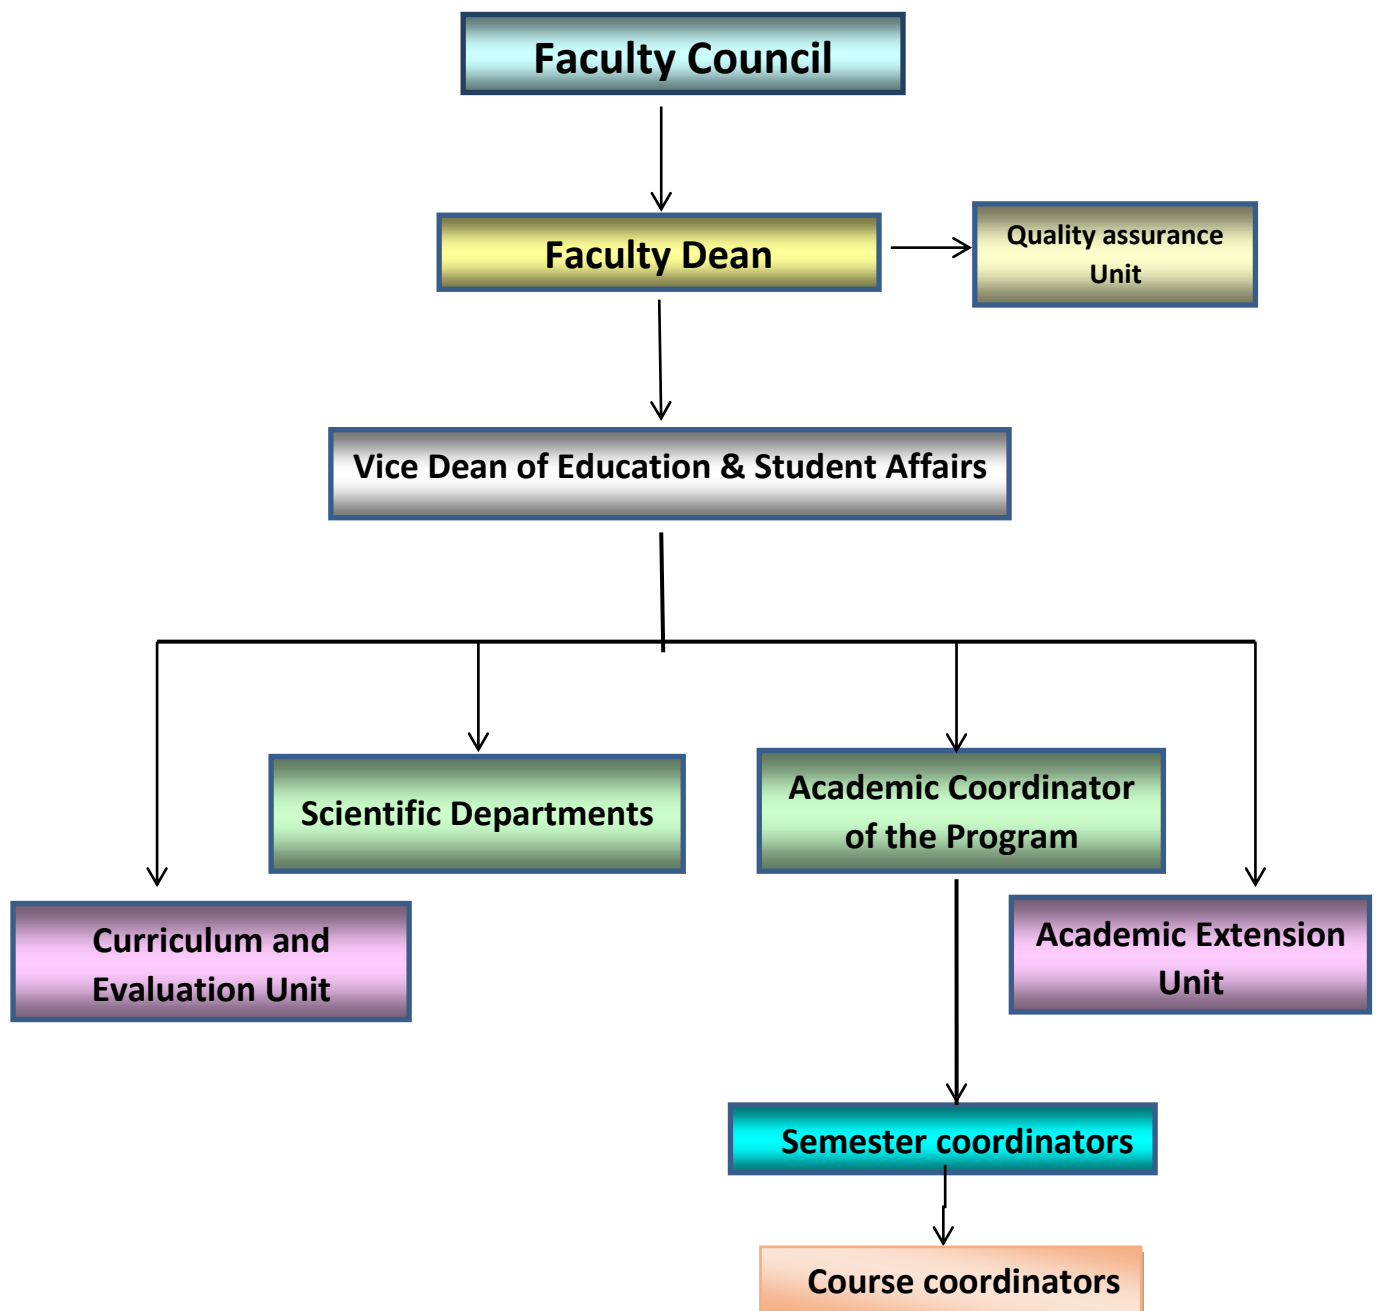 Faculty Council
Faculty Dean
Quality assurance
Unit
Vice Dean of Education & Student Affairs
Scientific Departments
Academic Coordinator
of the Program
Curriculum and
Evaluation Unit
Academic Extension
Unit
Semester coordinators
Course coordinators